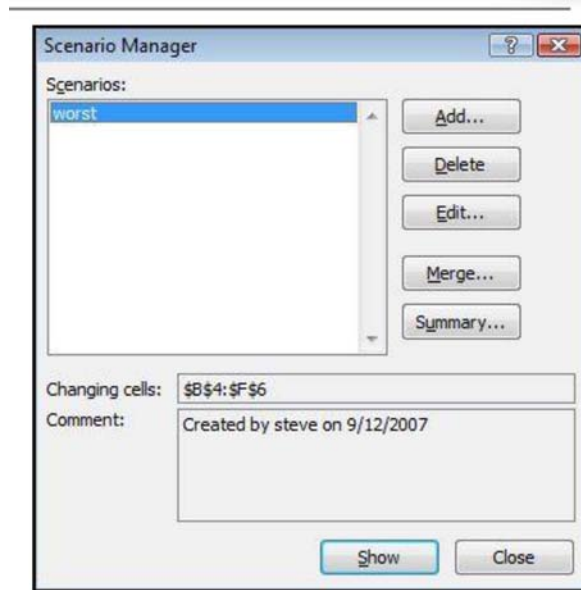 Scenario Manager
Scenarios:
worst
Add...
Delete
Edit...
Merge...
Summary...
Changing cells: $B$4:$F$6
Comment: Created by steve on 9/12/2007
Show Close